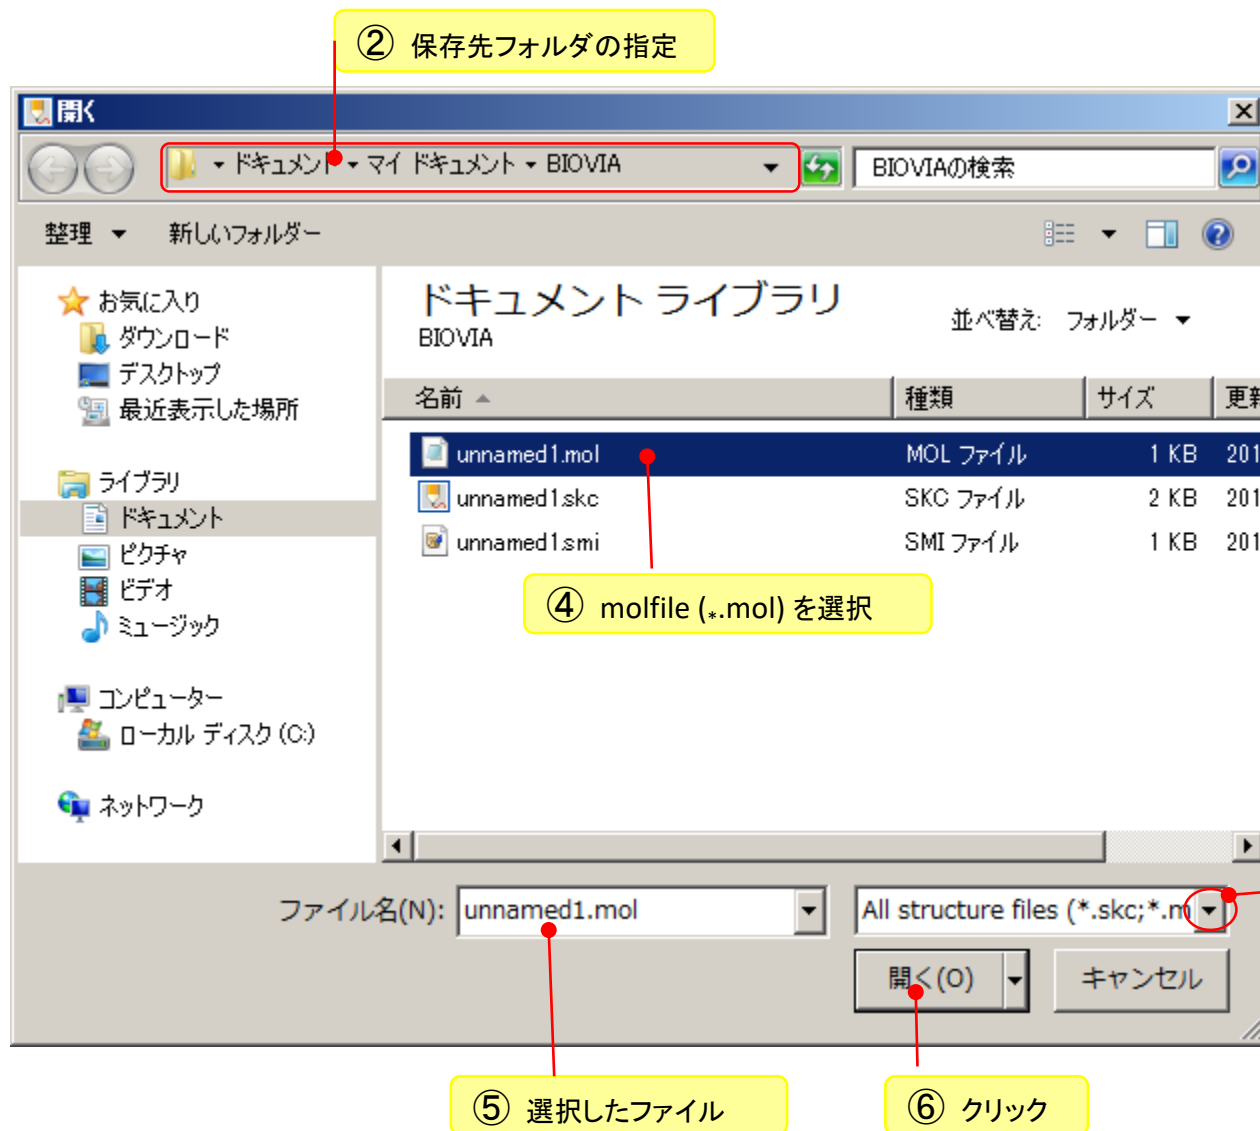 ② 保存先フォルダの指定
開く
ドキュメント マイ ドキュメント BIOVIA
BIOVIAの検索
整理 新しいフォルダー
お気に入り
ダウンロード
デスクトップ
最近表示した場所
ライブラリ
ドキュメント
ピクチャ
ビデオ
ミュージック
コンピューター
ローカル ディスク (C:)
ネットワーク
ドキュメント ライブラリ
BIOVIA
並べ替え: フォルダー
名前 種類 サイズ 更新
unnamed1.mol MOL ファイル 1 KB 201
unnamed1.skc SKC ファイル 2 KB 201
unnamed1.smi SMI ファイル 1 KB 201
④ molfile (*.mol) を選択
ファイル名(N): unnamed1.mol All structure files (*.skc;*.m
開く(O) キャンセル
⑤ 選択したファイル
⑥ クリック